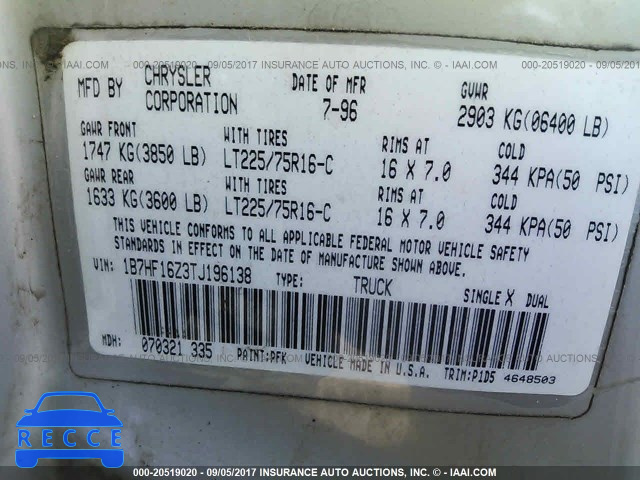 000-20519020 - 09/05/2017 INSURANCE AUTO AUCTIONS, INC. - IAAI.COM
MFD BY CHRYSLER CORPORATION DATE OF MFR 7-96 GVWR 2903 KG(06400 LB)
GAWR FRONT WITH TIRES RIMS AT COLD
1747 KG(3850 LB) LT225/75R16-C 16 X 7.0 344 KPA(50 PSI)
GAWR REAR WITH TIRES RIMS AT COLD
1633 KG(3600 LB) LT225/75R16-C 16 X 7.0 344 KPA(50 PSI)
THIS VEHICLE CONFORMS TO ALL APPLICABLE FEDERAL MOTOR VEHICLE SAFETY
STANDARDS IN EFFECT ON THE DATE OF MANUFACTURE SHOWN ABOVE.
VIN: 1B7HF16Z3TJ196138 TYPE: TRUCK SINGLE X DUAL
MDH: 070321 335 PAINT:PFK VEHICLE MADE IN U.S.A. TRIM:P1D5 4648503
RECCE
000-20519020 - 09/05/2017 INSURANCE AUTO AUCTIONS, INC. - IAAI.COM